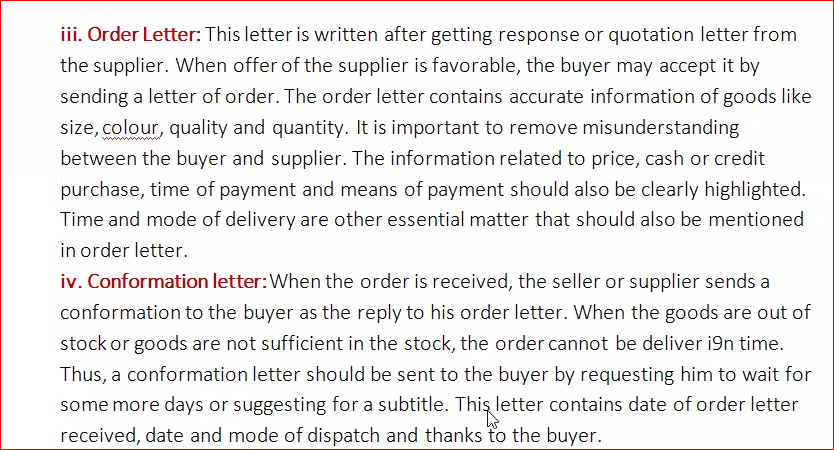 iii. Order Letter: This letter is written after getting response or quotation letter from
the supplier. When offer of the supplier is favorable, the buyer may accept it by
sending a letter of order. The order letter contains accurate information of goods like
size, colour, quality and quantity. It is important to remove misunderstanding
between the buyer and supplier. The information related to price, cash or credit
purchase, time of payment and means of payment should also be clearly highlighted.
Time and mode of delivery are other essential matter that should also be mentioned
in order letter.
iv. Conformation letter: When the order is received, the seller or supplier sends a
conformation to the buyer as the reply to his order letter. When the goods are out of
stock or goods are not sufficient in the stock, the order cannot be deliver i9n time.
Thus, a conformation letter should be sent to the buyer by requesting him to wait for
some more days or suggesting for a subtitle. This letter contains date of order letter
received, date and mode of dispatch and thanks to the buyer.